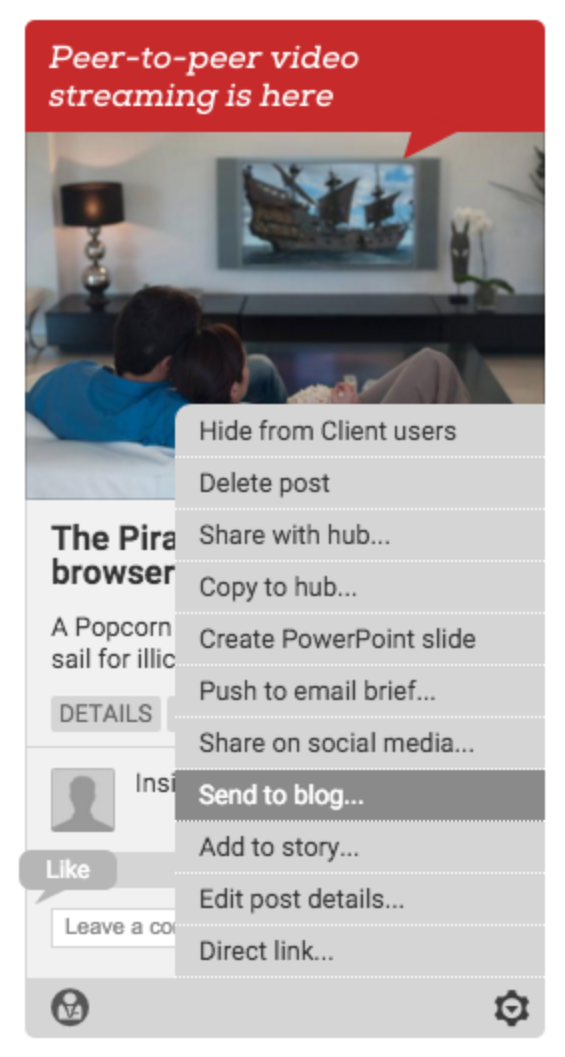 Peer-to-peer video
streaming is here
The Pira
browser
A Popcorn
sail for illic
DETAILS
Insi
Like
Leave a co
Hide from Client users
Delete post
Share with hub...
Copy to hub...
Create PowerPoint slide
Push to email brief...
Share on social media...
Send to blog...
Add to story...
Edit post details...
Direct link...